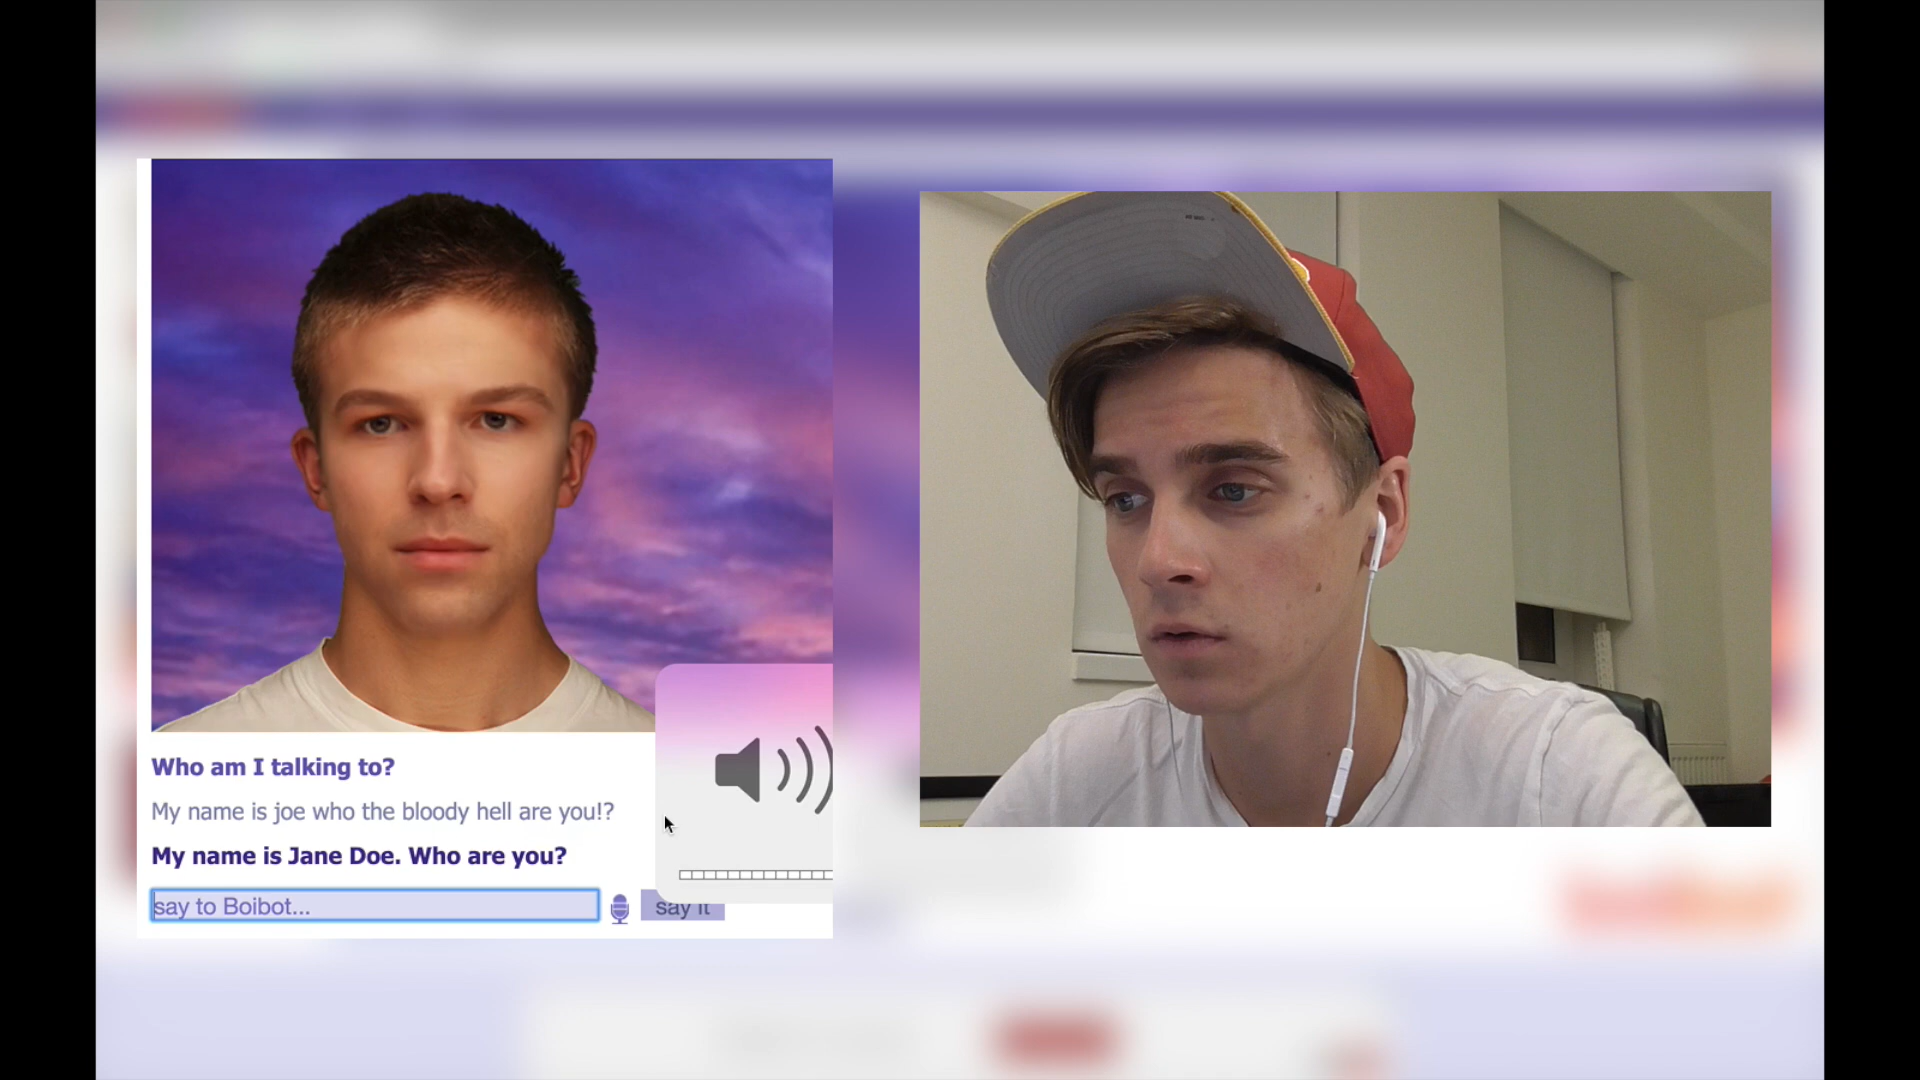 Who am I talking to?
My name is joe who the bloody hell are you!?
My name is Jane Doe. Who are you?
say to Boibot...
say it